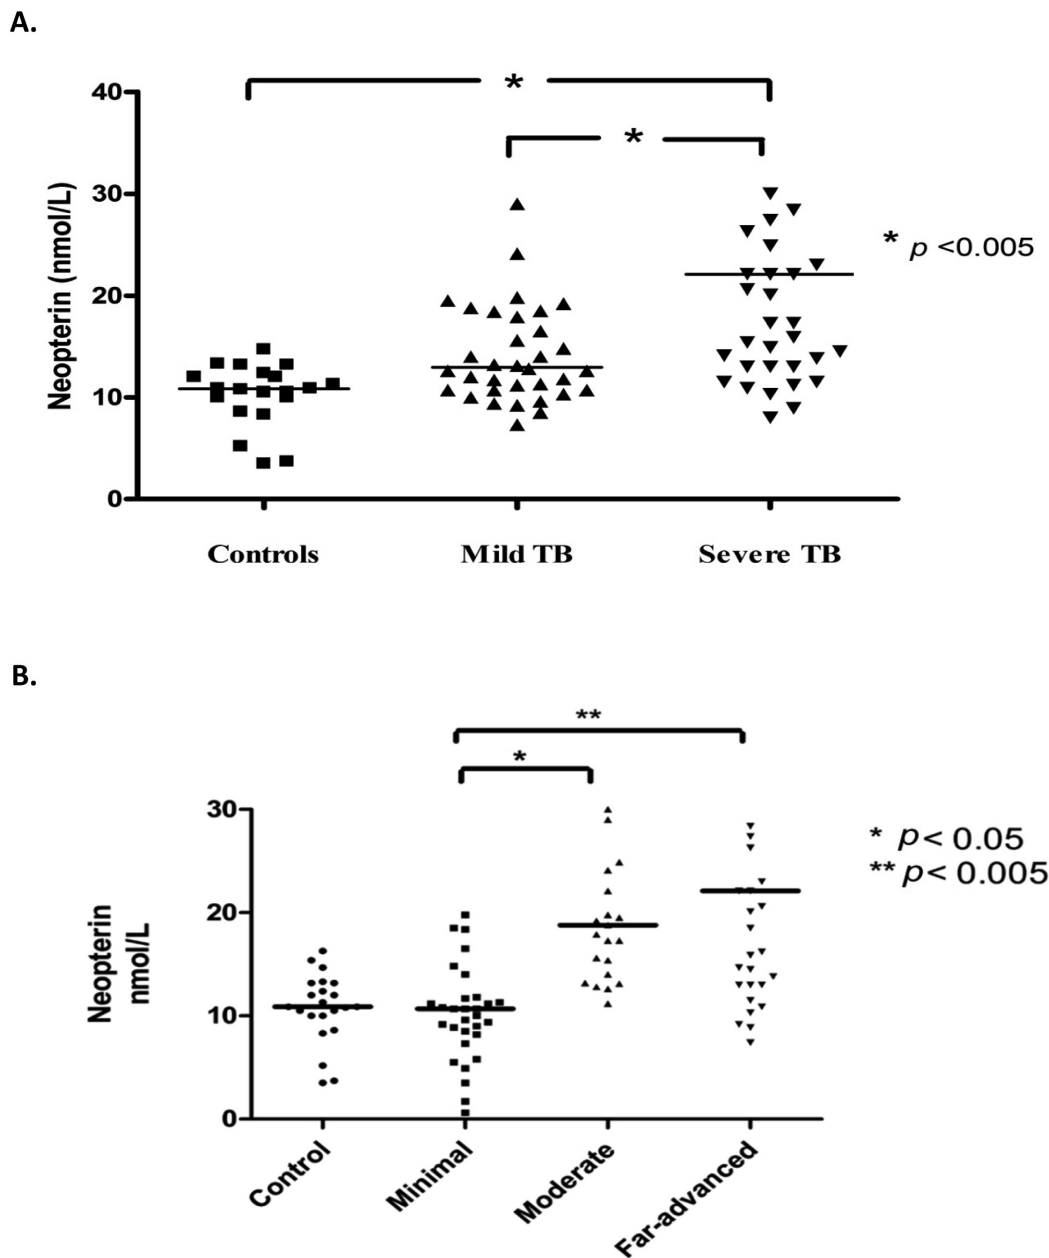 A.
*
40
*
30
Neopterin (nmol/L)
* p <0.005
20
10
0
Controls Mild TB Severe TB
B.
**
*
30
* p< 0.05
** p< 0.005
20
Neopterin
nmol/L
10
0
Control Minimal Moderate Far-advanced